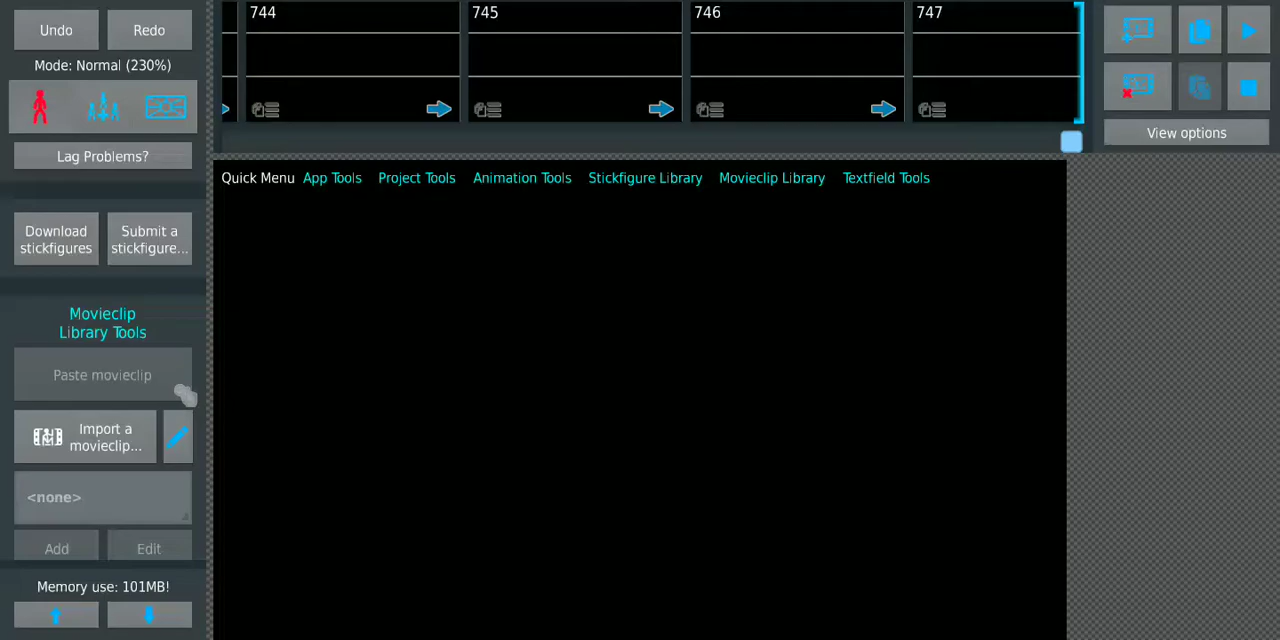 Undo
Redo
744
745
746
747
Mode: Normal (230%)
Lag Problems?
View options
Quick Menu App Tools Project Tools Animation Tools Stickfigure Library Movieclip Library Textfield Tools
Download
stickfigures
Submit a
stickfigure...
Movieclip
Library Tools
Paste movieclip
Import a
movieclip...
<none>
Add
Edit
Memory use: 101MB!